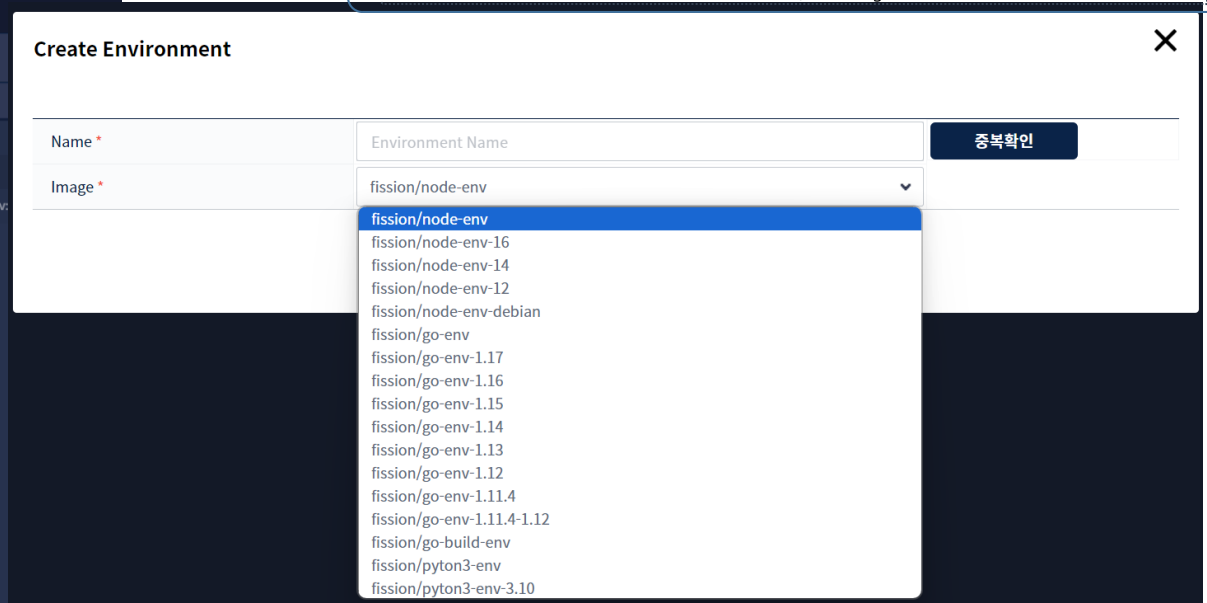 Create Environment
Name *
Environment Name
중복확인
Image *
fission/node-env
fission/node-env
fission/node-env-16
fission/node-env-14
fission/node-env-12
fission/node-env-debian
fission/go-env
fission/go-env-1.17
fission/go-env-1.16
fission/go-env-1.15
fission/go-env-1.14
fission/go-env-1.13
fission/go-env-1.12
fission/go-env-1.11.4
fission/go-env-1.11.4-1.12
fission/go-build-env
fission/pyton3-env
fission/pyton3-env-3.10